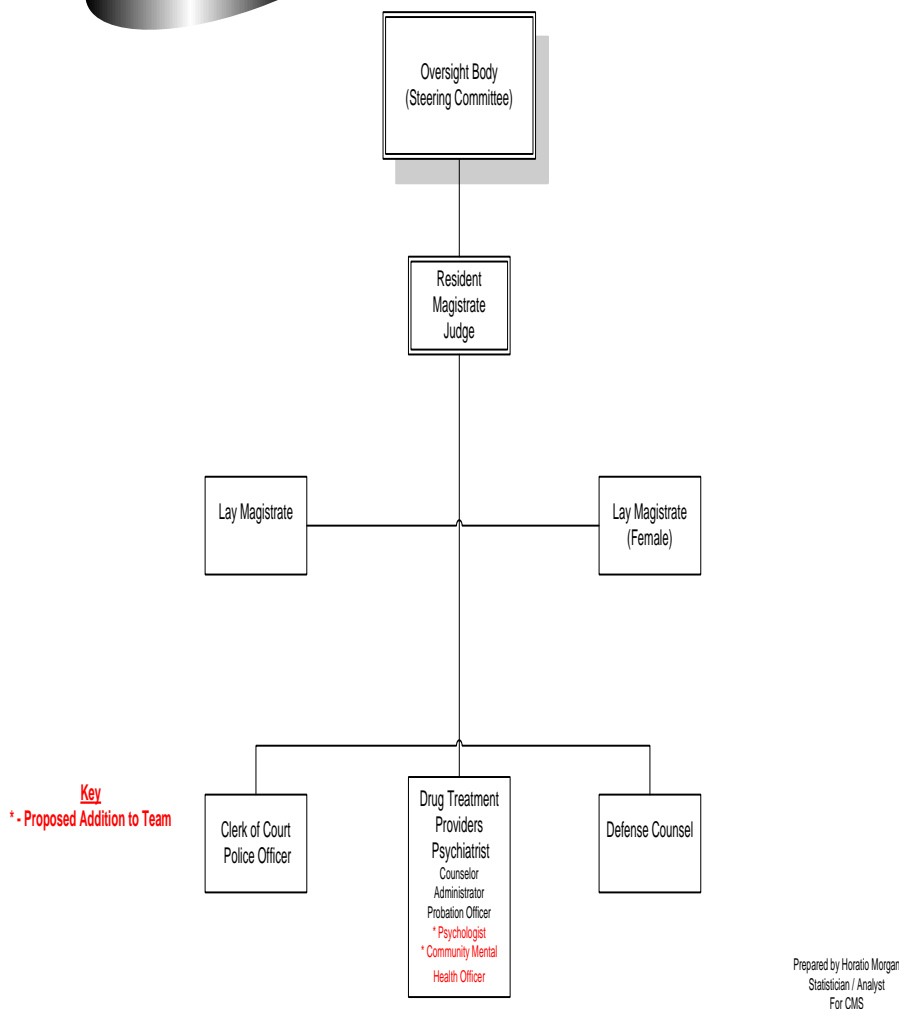 Oversight Body
(Steering Committee)
Resident
Magistrate
Judge
Lay Magistrate
Lay Magistrate
(Female)
Key
* - Proposed Addition to Team
Clerk of Court
Police Officer
Drug Treatment
Providers
Psychiatrist
Counselor
Administrator
Probation Officer
* Psychologist
* Community Mental
Health Officer
Defense Counsel
Prepared by Horatio Morgan
Statistician / Analyst
For CMS